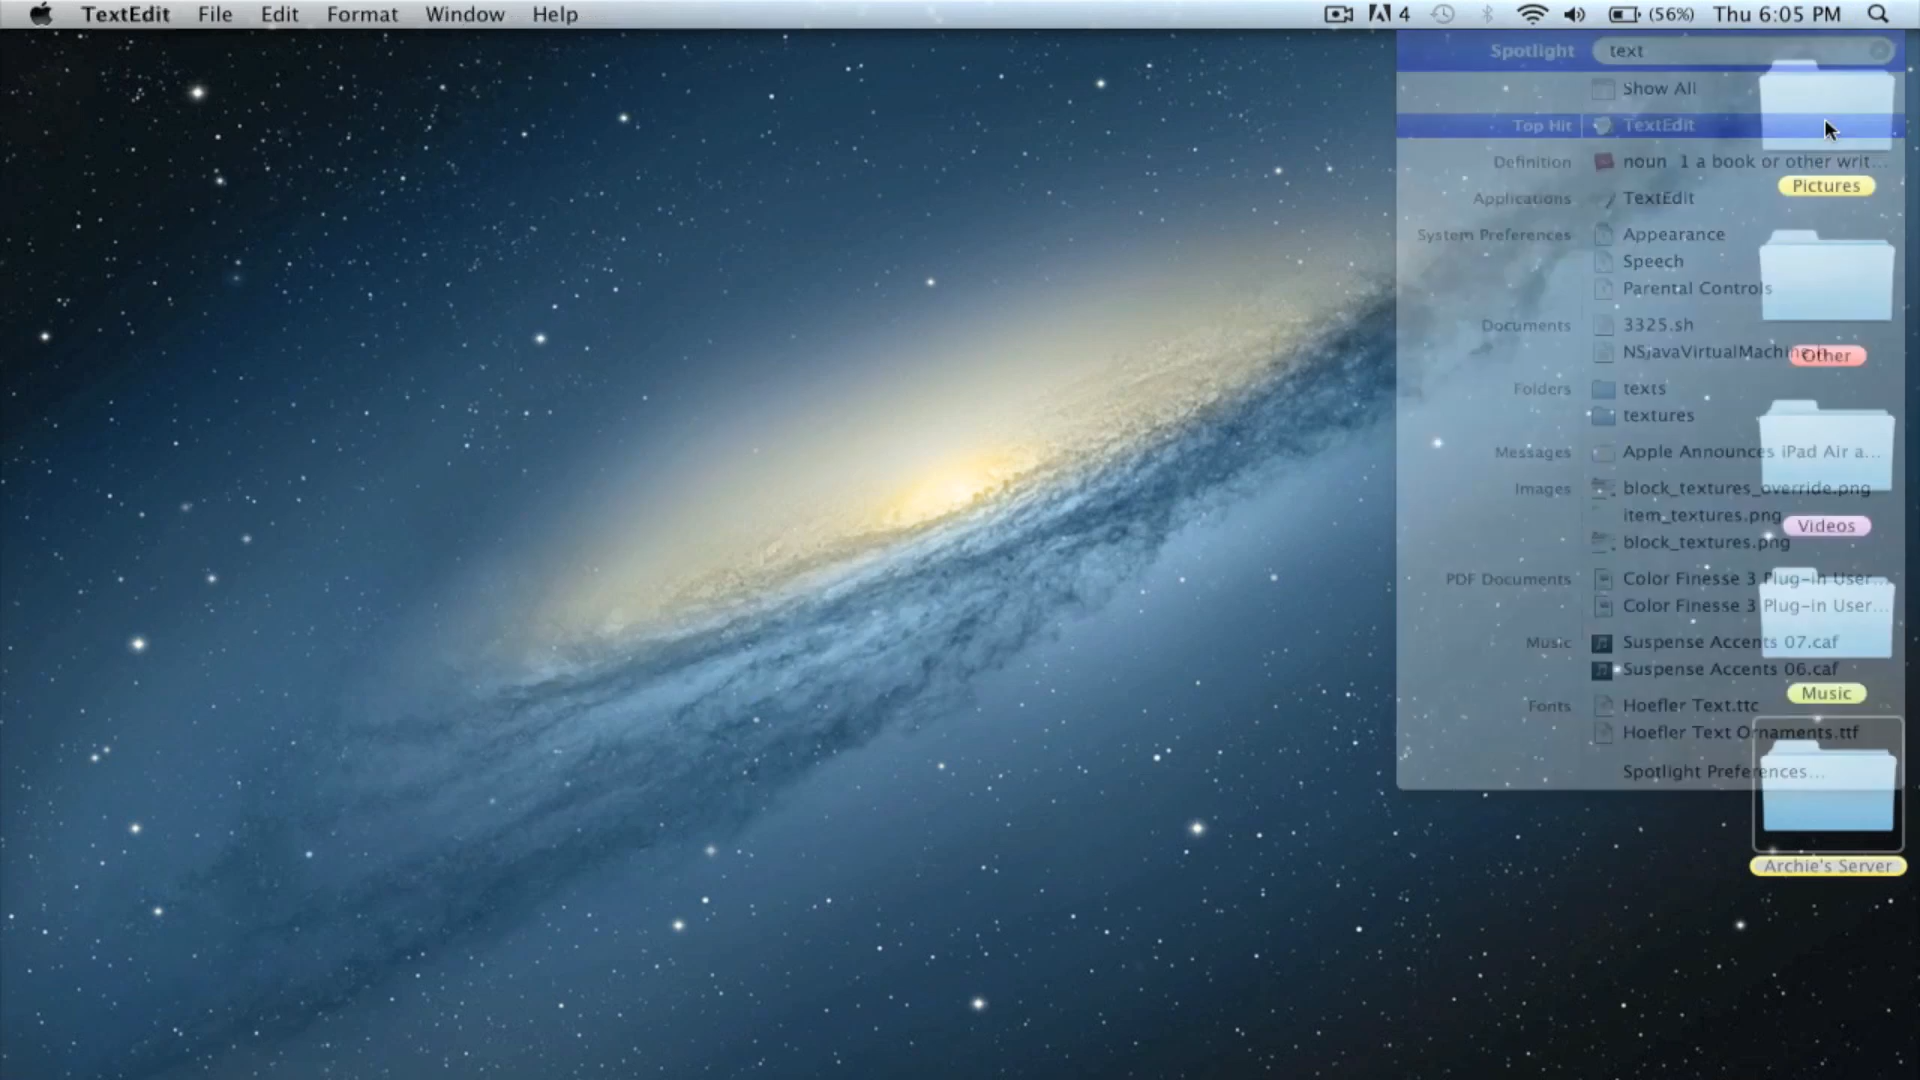 TextEdit File Edit Format Window Help 4 (56%) Thu 6:05 PM
Spotlight text
Show All
Top Hit TextEdit
Definition noun 1 a book or other writ...
Pictures
Applications TextEdit
System Preferences Appearance
Speech
Parental Controls
Documents 3325.sh
NSjavaVirtualMachine.h
Other
Folders texts
textures
Messages Apple Announces iPad Air a...
Images block_textures_override.png
item_textures.png
Videos
block_textures.png
PDF Documents Color Finesse 3 Plug-in User...
Color Finesse 3 Plug-in User...
Music Suspense Accents 07.caf
Suspense Accents 06.caf
Music
Fonts Hoefler Text.ttc
Hoefler Text Ornaments.ttf
Spotlight Preferences...
Archie's Server